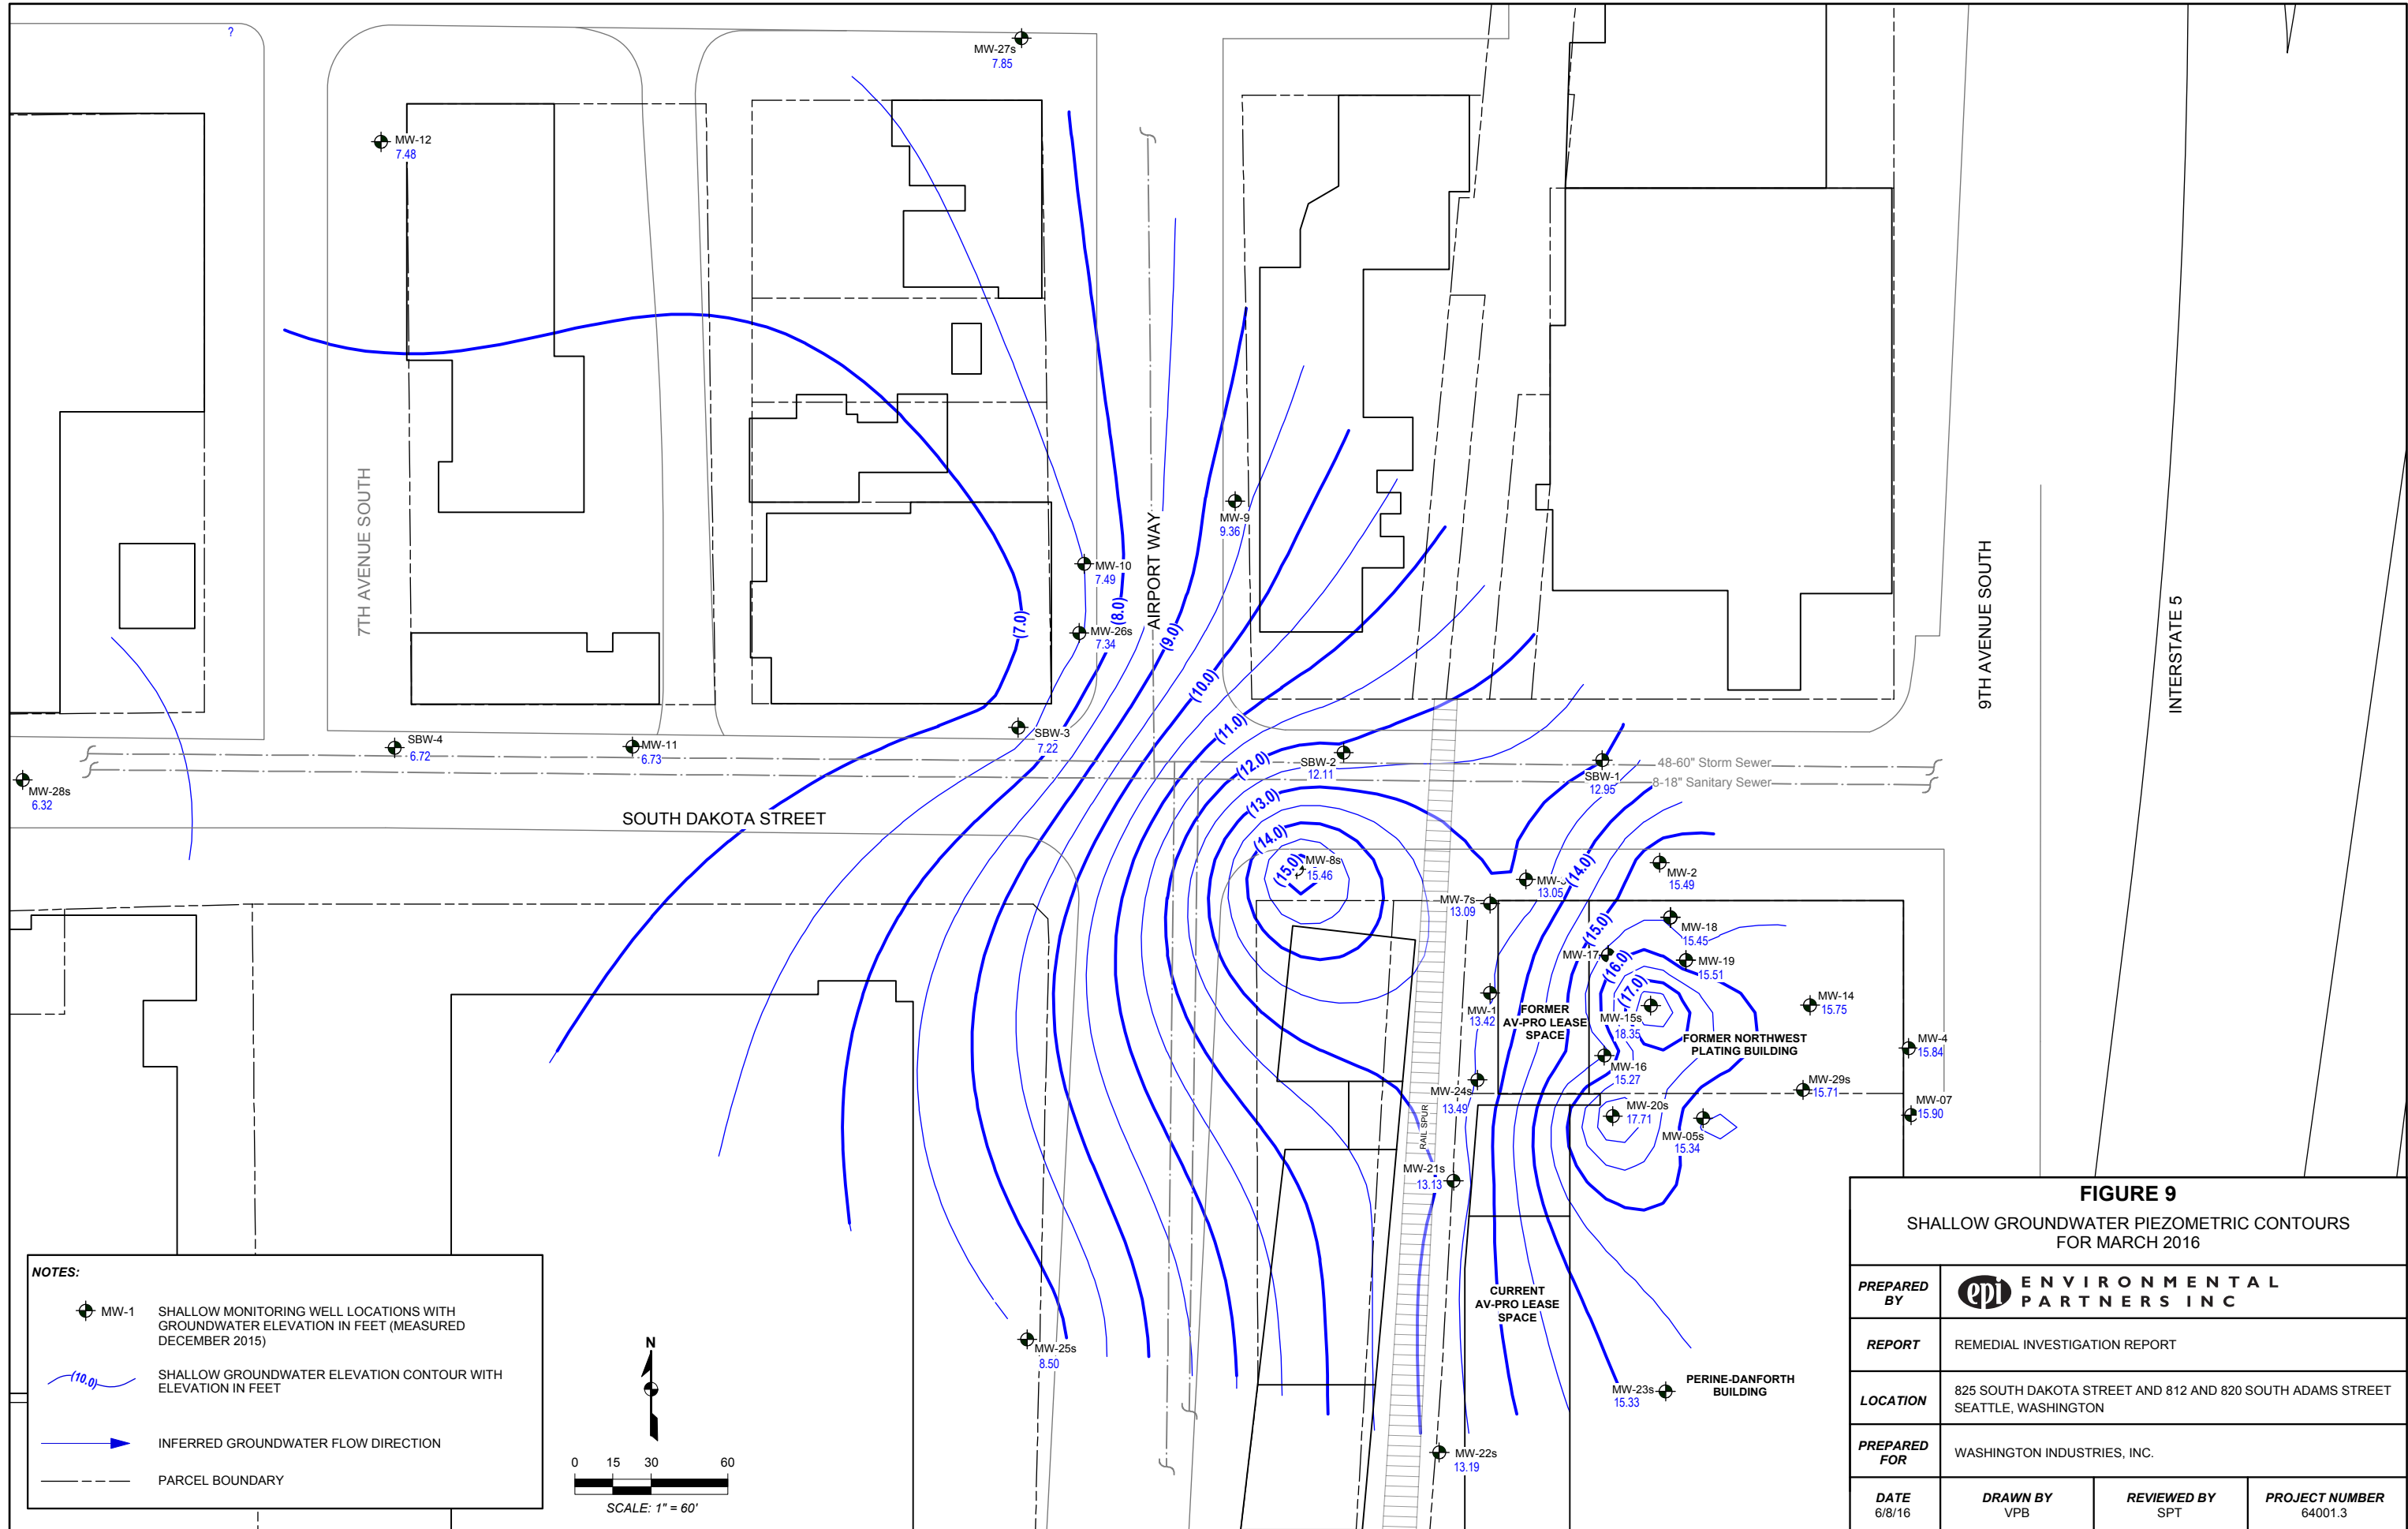 ?
MW-27s
7.85
MW-12
7.48
7TH AVENUE SOUTH
AIRPORT WAY
9TH AVENUE SOUTH
INTERSTATE 5
MW-9
9.36
MW-10
7.49
MW-26s
7.34
(7.0)
(8.0)
(9.0)
(10.0)
(11.0)
(12.0)
(13.0)
(14.0)
(15.0)
SBW-4
6.72
MW-11
6.73
SBW-3
7.22
SBW-2
12.11
SBW-1
12.95
48-60" Storm Sewer
8-18" Sanitary Sewer
MW-28s
6.32
SOUTH DAKOTA STREET
MW-8s
15.46
13.05
(14.0)
MW-2
15.49
MW-7s
13.09
(15.0)
MW-18
15.45
MW-17
(16.0)
MW-19
15.51
(17.0)
MW-1
13.42
FORMER
AV-PRO LEASE
SPACE
MW-15s
18.35
MW-14
15.75
FORMER NORTHWEST
PLATING BUILDING
MW-4
15.84
MW-16
15.27
MW-24s
13.49
MW-29s
15.71
MW-07
15.90
MW-20s
17.71
MW-05s
15.34
RAIL SPUR
MW-21s
13.13
CURRENT
AV-PRO LEASE
SPACE
MW-25s
8.50
MW-23s
15.33
PERINE-DANFORTH
BUILDING
MW-22s
13.19
NOTES:
MW-1
SHALLOW MONITORING WELL LOCATIONS WITH
GROUNDWATER ELEVATION IN FEET (MEASURED
DECEMBER 2015)
(10.0)
SHALLOW GROUNDWATER ELEVATION CONTOUR WITH
ELEVATION IN FEET
INFERRED GROUNDWATER FLOW DIRECTION
PARCEL BOUNDARY
N
0 15 30 60
SCALE: 1" = 60'
FIGURE 9
SHALLOW GROUNDWATER PIEZOMETRIC CONTOURS
FOR MARCH 2016
PREPARED
BY
epi
ENVIRONMENTAL
PARTNERS INC
REPORT
REMEDIAL INVESTIGATION REPORT
LOCATION
825 SOUTH DAKOTA STREET AND 812 AND 820 SOUTH ADAMS STREET
SEATTLE, WASHINGTON
PREPARED
FOR
WASHINGTON INDUSTRIES, INC.
DATE
6/8/16
DRAWN BY
VPB
REVIEWED BY
SPT
PROJECT NUMBER
64001.3